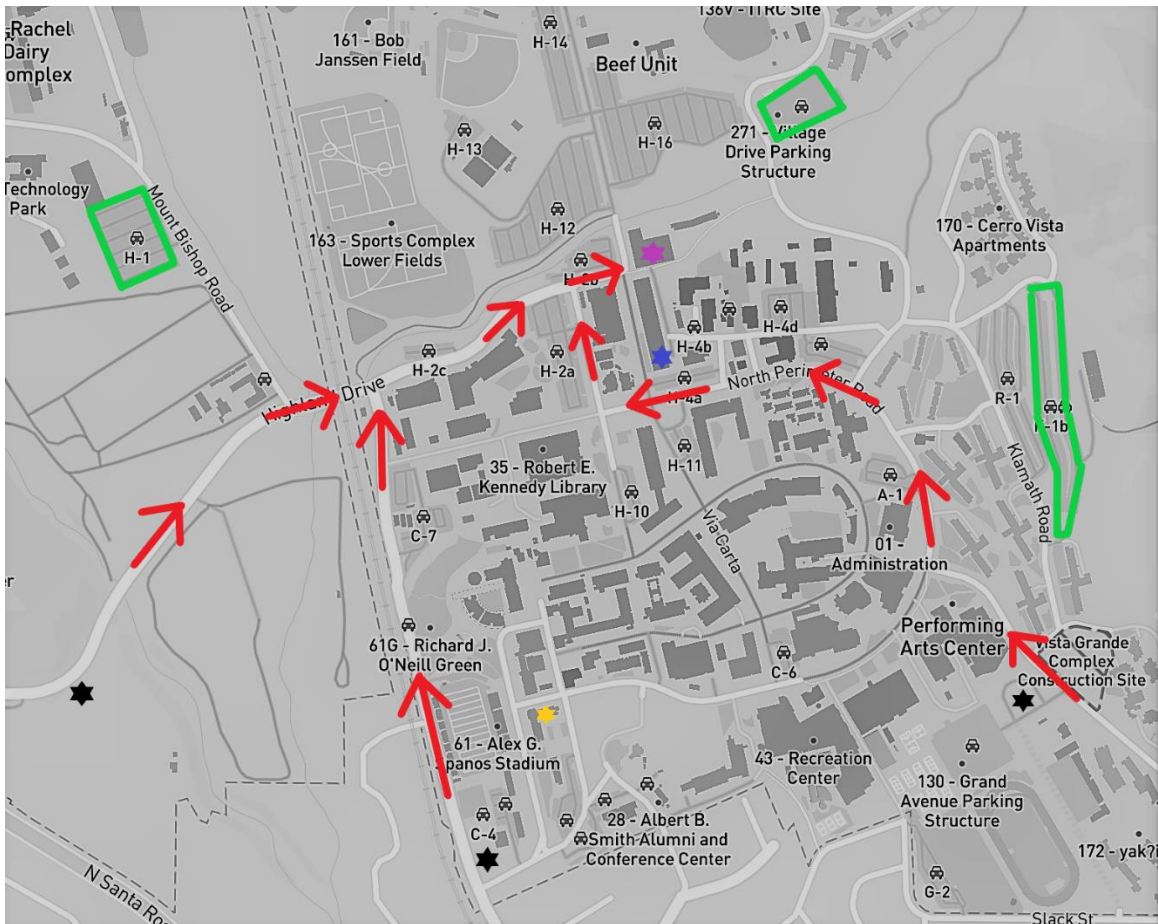 136V - ITRC Site
Rachel
Dairy
omplex
161 - Bob
Janssen Field
H-14
Beef Unit
H-13
H-16
271 - Village
Drive Parking
Structure
Technology
Park
H-1
Mount Bishop Road
163 - Sports Complex
Lower Fields
H-12
170 - Cerro Vista
Apartments
H-2b
H-2c
H-2a
H-4b
H-4d
H-4a
Highland Drive
North Perimeter Road
R-1
R-1b
35 - Robert E.
Kennedy Library
H-11
H-10
A-1
Klamath Road
C-7
Via Carta
01 -
Administration
61G - Richard J.
O'Neill Green
Performing
Arts Center
Vista Grande
Complex
Construction Site
C-6
61 - Alex G.
Spanos Stadium
43 - Recreation
Center
130 - Grand
Avenue Parking
Structure
C-4
28 - Albert B.
Smith Alumni and
Conference Center
172 - yak?i
G-2
N Santa Ro
Slack St